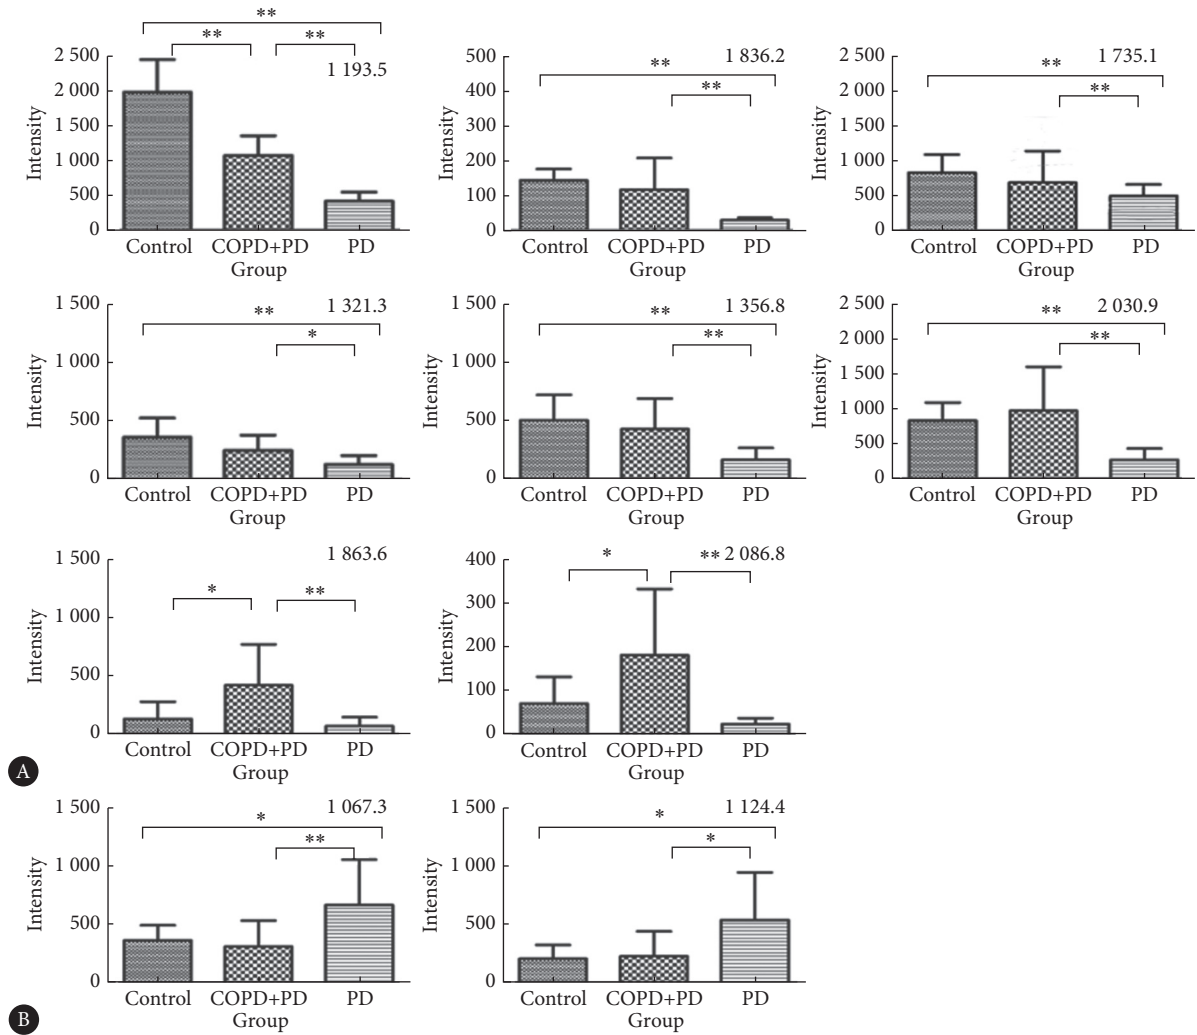 **
**
**
2 500
2 000
1 500
1 000
500
0
Intensity
1 193.5
Control
COPD+PD
PD
Group
500
400
300
200
100
0
Intensity
1 836.2
**
**
Control
COPD+PD
PD
Group
2 500
2 000
1 500
1 000
500
0
Intensity
1 735.1
**
**
Control
COPD+PD
PD
Group
1 500
1 000
500
0
Intensity
1 321.3
**
*
Control
COPD+PD
PD
Group
1 500
1 000
500
0
Intensity
1 356.8
**
**
Control
COPD+PD
PD
Group
2 500
2 000
1 500
1 000
500
0
Intensity
2 030.9
**
**
Control
COPD+PD
PD
Group
1 500
1 000
500
0
Intensity
1 863.6
*
**
Control
COPD+PD
PD
Group
400
300
200
100
0
Intensity
*
** 2 086.8
Control
COPD+PD
PD
Group
A
1 500
1 000
500
0
Intensity
1 067.3
*
**
Control
COPD+PD
PD
Group
1 500
1 000
500
0
Intensity
1 124.4
*
*
Control
COPD+PD
PD
Group
B